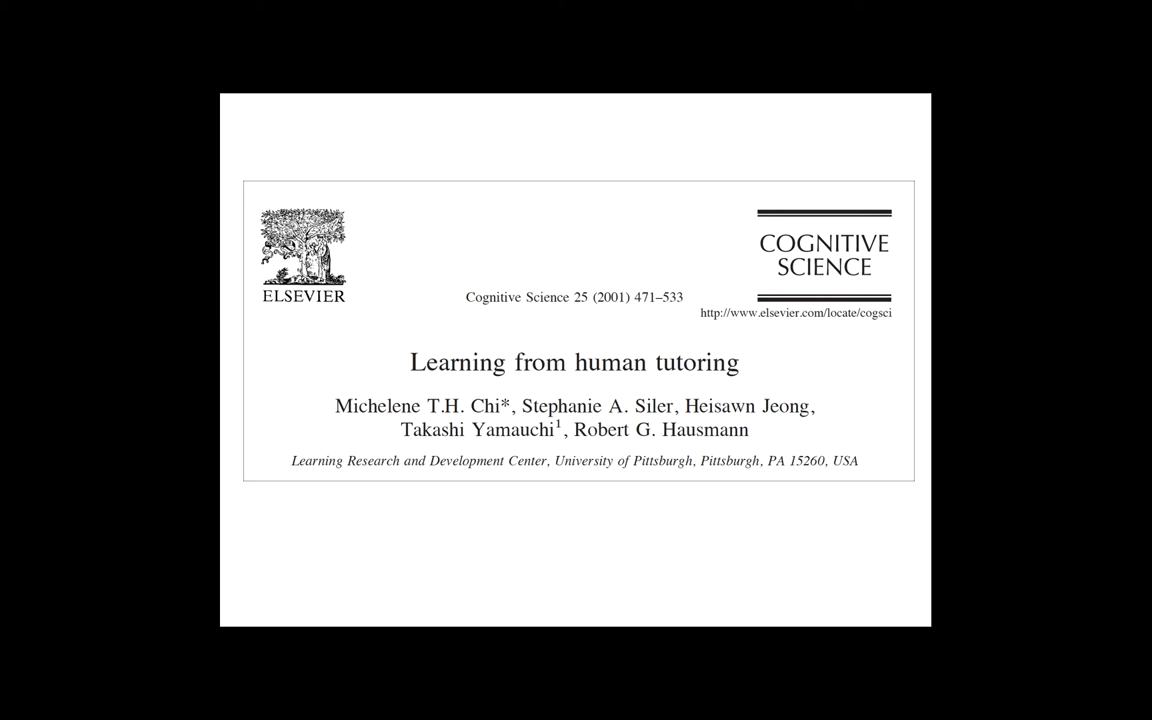 COGNITIVE
SCIENCE
ELSEVIER
Cognitive Science 25 (2001) 471–533
http://www.elsevier.com/locate/cogsci
Learning from human tutoring
Michelene T.H. Chi*, Stephanie A. Siler, Heisawn Jeong,
Takashi Yamauchi¹, Robert G. Hausmann
Learning Research and Development Center, University of Pittsburgh, Pittsburgh, PA 15260, USA